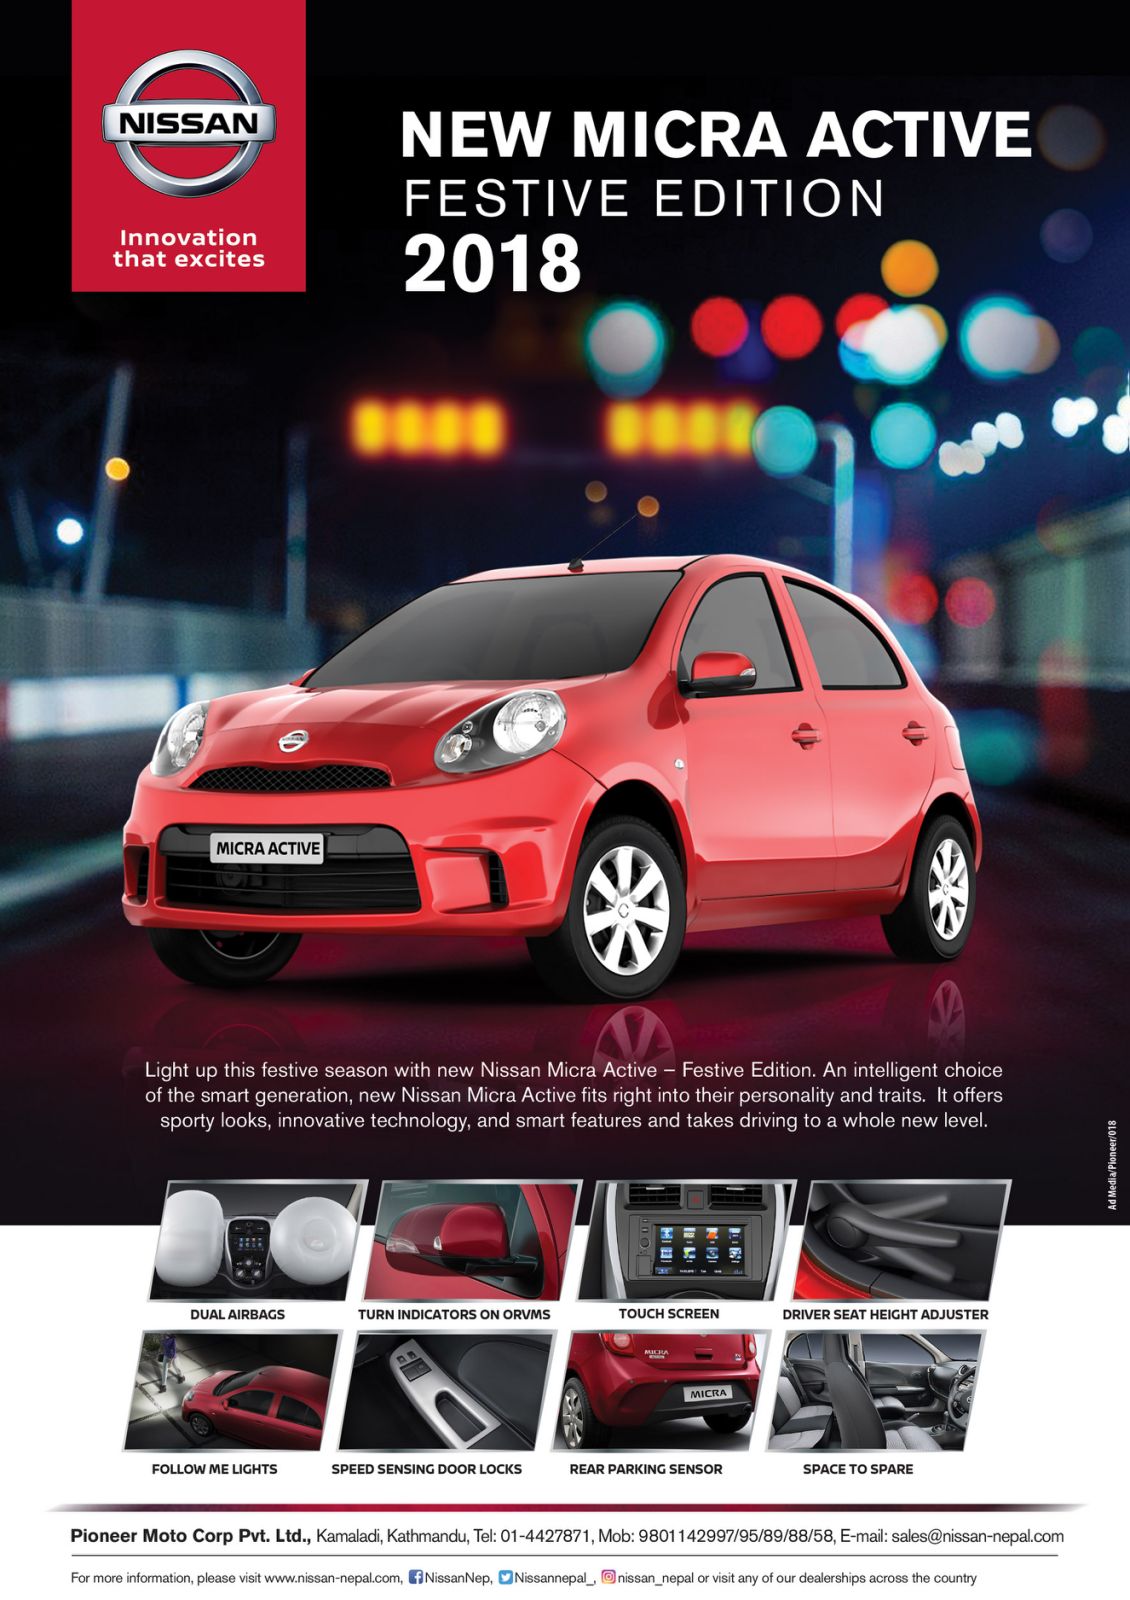 NISSAN
Innovation
that excites
NEW MICRA ACTIVE
FESTIVE EDITION
2018
MICRA ACTIVE
Light up this festive season with new Nissan Micra Active – Festive Edition. An intelligent choice
of the smart generation, new Nissan Micra Active fits right into their personality and traits. It offers
sporty looks, innovative technology, and smart features and takes driving to a whole new level.
Ad Media/Pioneer/018
DUAL AIRBAGS
TURN INDICATORS ON ORVMS
TOUCH SCREEN
DRIVER SEAT HEIGHT ADJUSTER
MICRA
MICRA
FOLLOW ME LIGHTS
SPEED SENSING DOOR LOCKS
REAR PARKING SENSOR
SPACE TO SPARE
Pioneer Moto Corp Pvt. Ltd., Kamaladi, Kathmandu, Tel: 01-4427871, Mob: 9801142997/95/89/88/58, E-mail: sales@nissan-nepal.com
For more information, please visit www.nissan-nepal.com, NissanNep, Nissannepal_, nissan_nepal or visit any of our dealerships across the country